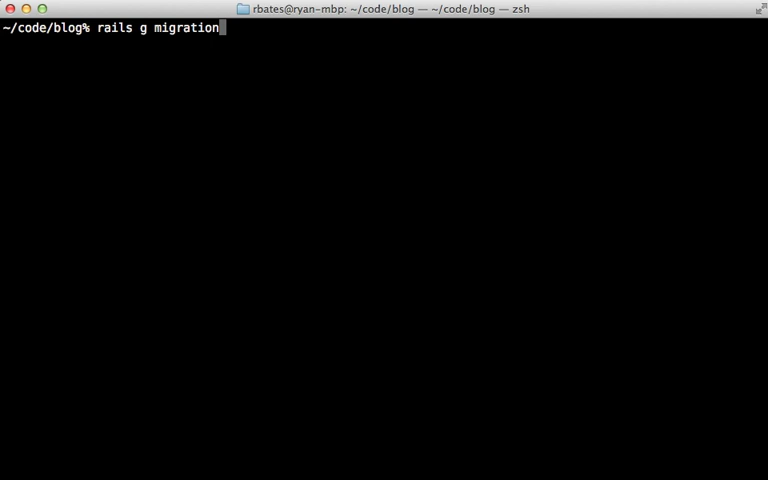 rbates@ryan-mbp: ~/code/blog — ~/code/blog — zsh
~/code/blog% rails g migration